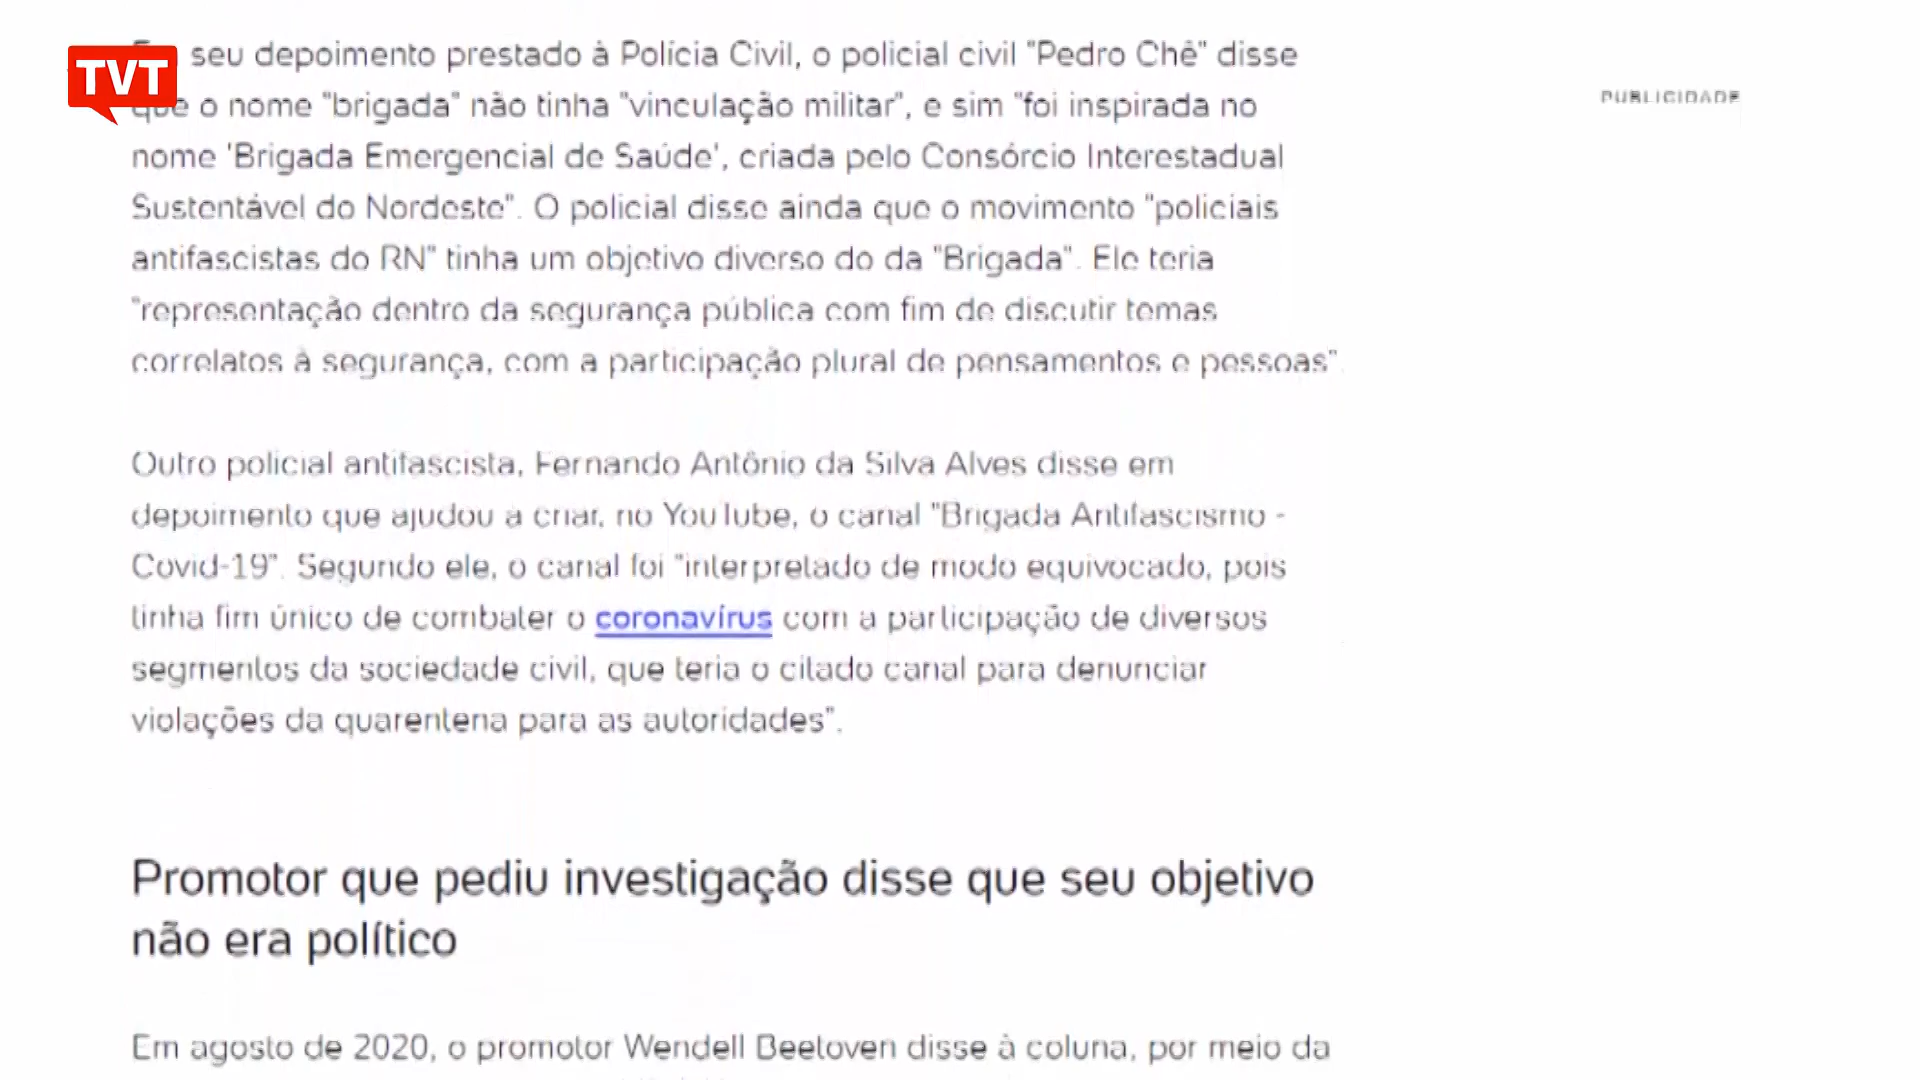 TVT
seu depoimento prestado à Polícia Civil, o policial civil "Pedro Chê" disse
que o nome "brigada" não tinha "vinculação militar", e sim "foi inspirada no
nome 'Brigada Emergencial de Saúde', criada pelo Consórcio Interestadual
Sustentável do Nordeste". O policial disse ainda que o movimento "policiais
antifascistas do RN" tinha um objetivo diverso do da "Brigada". Ele teria
"representação dentro da segurança pública com fim de discutir temas
correlatos à segurança, com a participação plural de pensamentos e pessoas".
PUBLICIDADE
Outro policial antifascista, Fernando Antônio da Silva Alves disse em
depoimento que ajudou a criar, no YouTube, o canal "Brigada Antifascismo -
Covid-19". Segundo ele, o canal foi "interpretado de modo equivocado, pois
tinha fim único de combater o coronavírus com a participação de diversos
segmentos da sociedade civil, que teria o citado canal para denunciar
violações da quarentena para as autoridades".
Promotor que pediu investigação disse que seu objetivo
não era político
Em agosto de 2020, o promotor Wendell Beetoven disse à coluna, por meio da